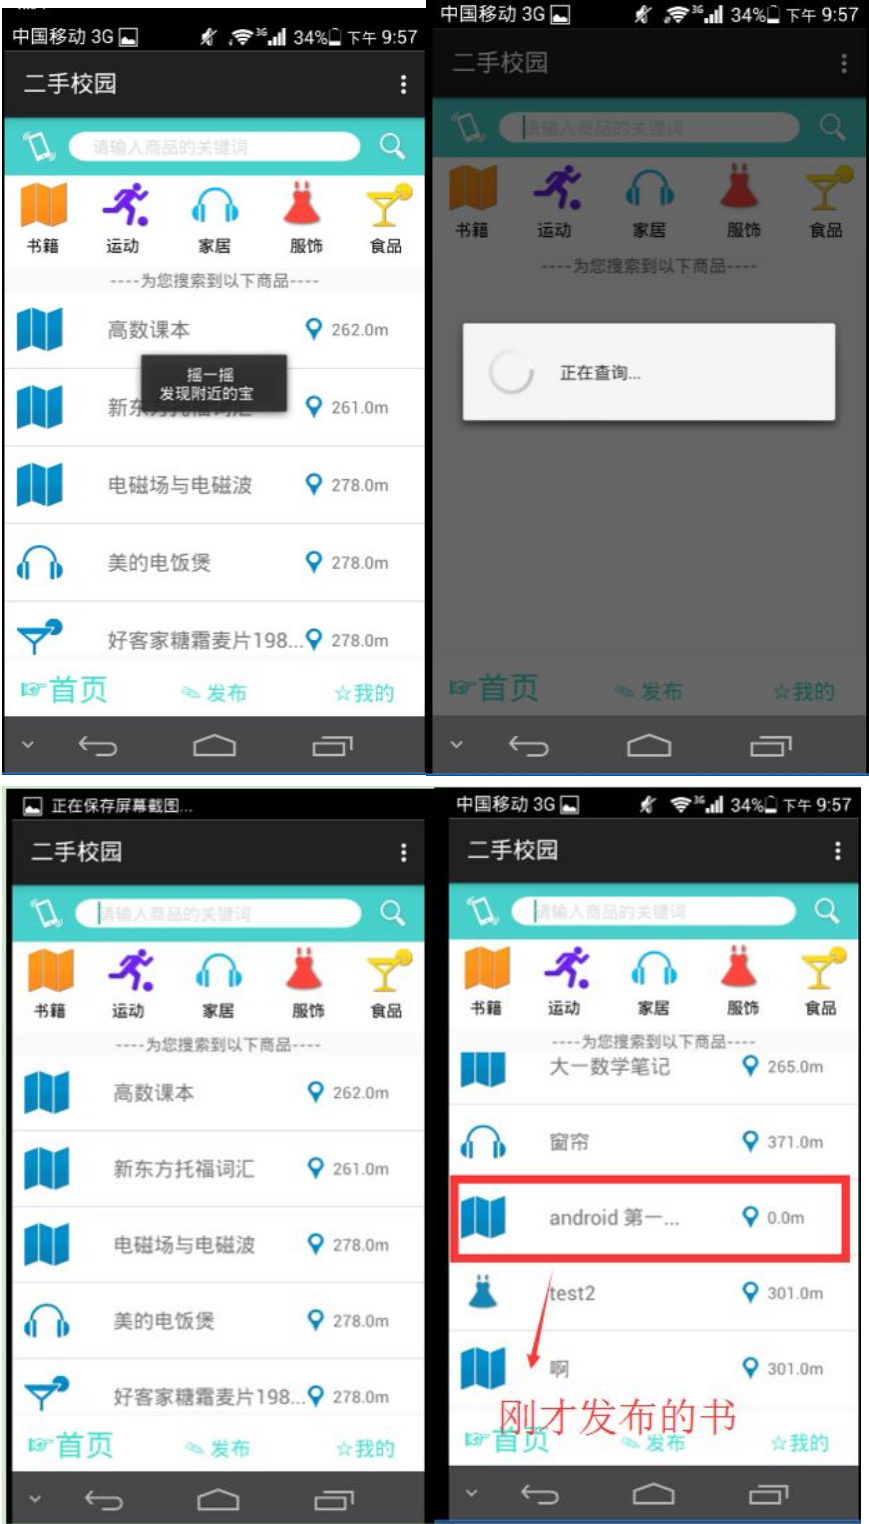 中国移动 3G 3G 34% 下午 9:57
二手校园
请输入商品的关键词
书籍 运动 家居 服饰 食品
----为您搜索到以下商品----
高数课本 262.0m
摇一摇
发现附近的宝
新东方托福词汇 261.0m
电磁场与电磁波 278.0m
美的电饭煲 278.0m
好客家糖霜麦片198... 278.0m
☞首页 ✎发布 ☆我的
中国移动 3G 3G 34% 下午 9:57
二手校园
请输入商品的关键词
书籍 运动 家居 服饰 食品
----为您搜索到以下商品----
正在查询...
☞首页 ✎发布 ☆我的
正在保存屏幕截图...
二手校园
请输入商品的关键词
书籍 运动 家居 服饰 食品
----为您搜索到以下商品----
高数课本 262.0m
新东方托福词汇 261.0m
电磁场与电磁波 278.0m
美的电饭煲 278.0m
好客家糖霜麦片198... 278.0m
☞首页 ✎发布 ☆我的
中国移动 3G 3G 34% 下午 9:57
二手校园
请输入商品的关键词
书籍 运动 家居 服饰 食品
----为您搜索到以下商品----
大一数学笔记 265.0m
窗帘 371.0m
android 第一... 0.0m
test2 301.0m
啊 301.0m
刚才发布的书
☞首页 ✎发布 ☆我的